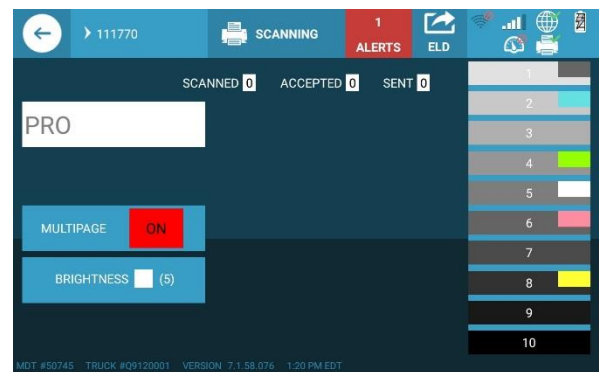 111770
SCANNING
1
ALERTS
ELD
SCANNED 0 ACCEPTED 0 SENT 0
PRO
MULTIPAGE ON
BRIGHTNESS (5)
1
2
3
4
5
6
7
8
9
10
MDT #50745 TRUCK #Q9120001 VERSION 7.1.58.076 1:20 PM EDT